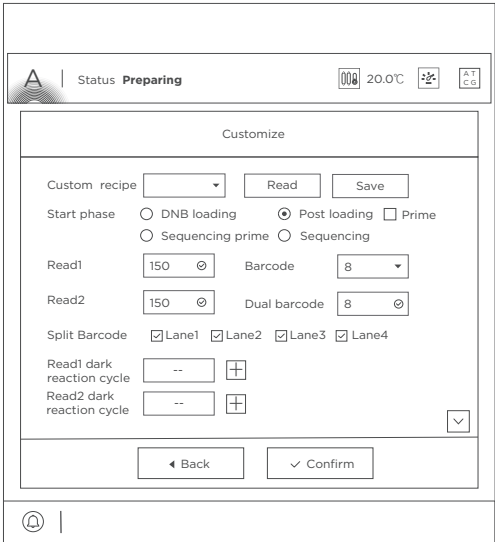 A Status Preparing 20.0℃ A T
C G
Customize
Custom recipe Read Save
Start phase DNB loading Post loading Prime
Sequencing prime Sequencing
Read1 150 Barcode 8
Read2 150 Dual barcode 8
Split Barcode Lane1 Lane2 Lane3 Lane4
Read1 dark
reaction cycle --
Read2 dark
reaction cycle --
Back Confirm